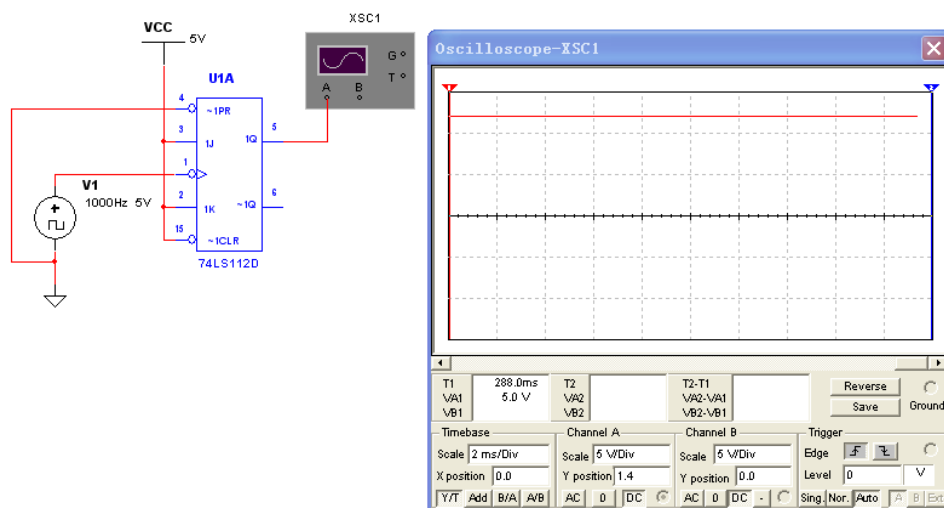 XSC1
VCC
5V
G
T
A B
U1A
4 ~1PR
3 1J
1Q 5
1
2 1K
~1Q 6
15 ~1CLR
74LS112D
V1
1000Hz 5V
Oscilloscope-XSC1
T1 288.0ms T2 T2-T1 Reverse
VA1 5.0 V VA2 VA2-VA1
VB1 VB2 VB2-VB1 Save Ground
Timebase Channel A Channel B Trigger
Scale 2 ms/Div Scale 5 V/Div Scale 5 V/Div Edge
X position 0.0 Y position 1.4 Y position 0.0 Level 0 V
Y/T Add B/A A/B AC 0 DC AC 0 DC - Sing. Nor. Auto A B Ext